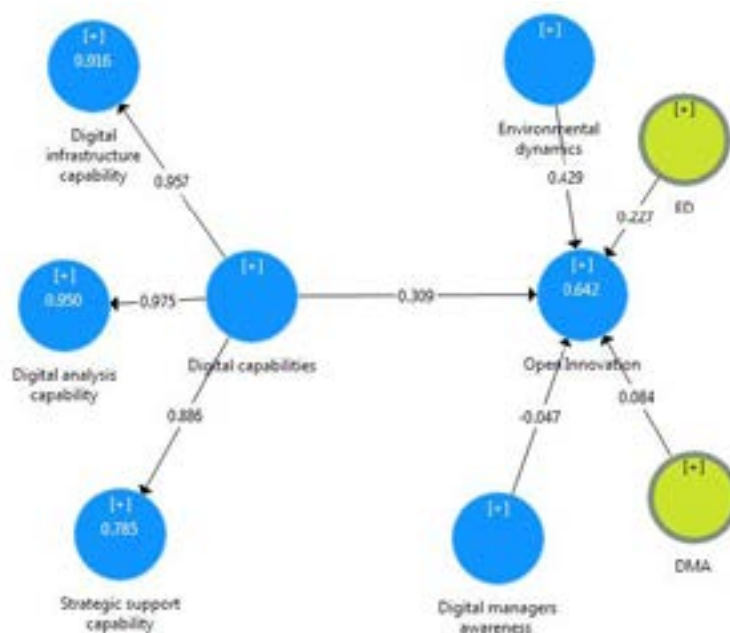 [+]
0.916
Digital
infrastructure
capability
0.957
[+]
0.950
Digital analysis
capability
0.975
[+]
Digital capabilities
0.886
[+]
0.785
Strategic support
capability
0.309
[+]
Environmental
dynamics
0.429
[+]
ED
0.227
[+]
0.642
Open Innovation
-0.047
0.084
[+]
Digital managers
awareness
[+]
DMA